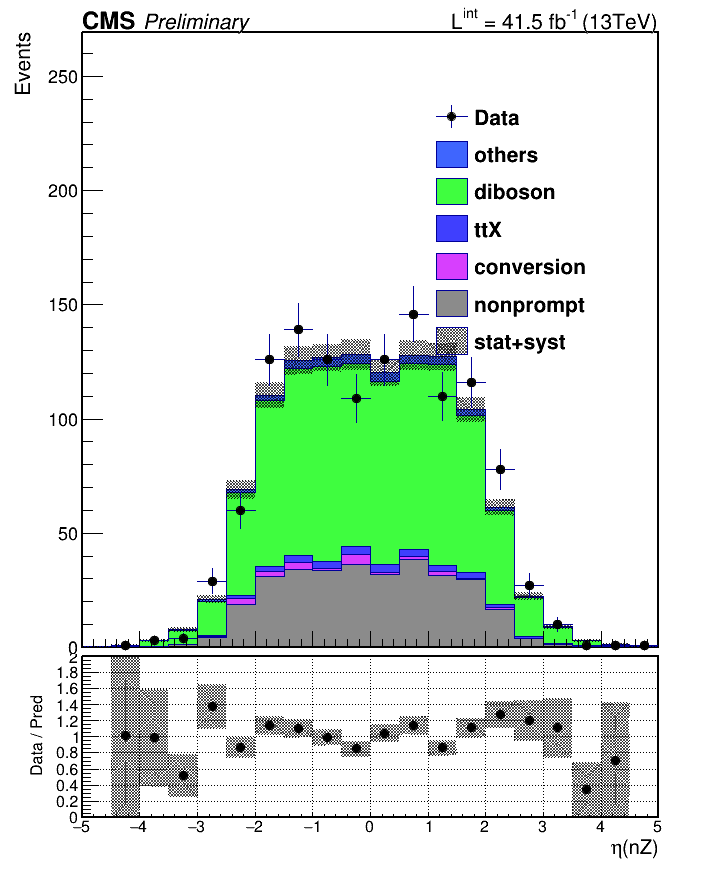 CMS Preliminary
L^int = 41.5 fb^-1 (13TeV)
Events
250
200
150
100
50
0
Data
others
diboson
ttX
conversion
nonprompt
stat+syst
Data / Pred
2
1.8
1.6
1.4
1.2
1
0.8
0.6
0.4
0.2
0
−5 −4 −3 −2 −1 0 1 2 3 4 5
η(nZ)